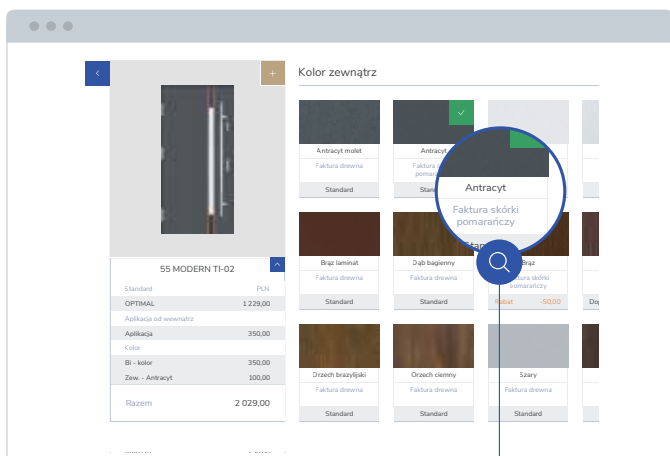 Kolor zewnątrz
55 MODERN TI-02
Standard PLN
OPTIMAL 1 229,00
Aplikacja od wewnątrz
Aplikacja 350,00
Kolor
Bi - kolor 350,00
Zew. - Antracyt 100,00
Razem 2 029,00
Antracyt molet
Faktura drewna
Standard
Antracyt
Faktura skórki
pomarańczy
Brąz laminat
Faktura drewna
Standard
Dąb bagienny
Faktura drewna
Standard
Brąz
Faktura skórki
pomarańczy
Rabat -50,00
Orzech brazylijski
Faktura drewna
Standard
Orzech ciemny
Faktura drewna
Standard
Szary
Faktura drewna
Standard